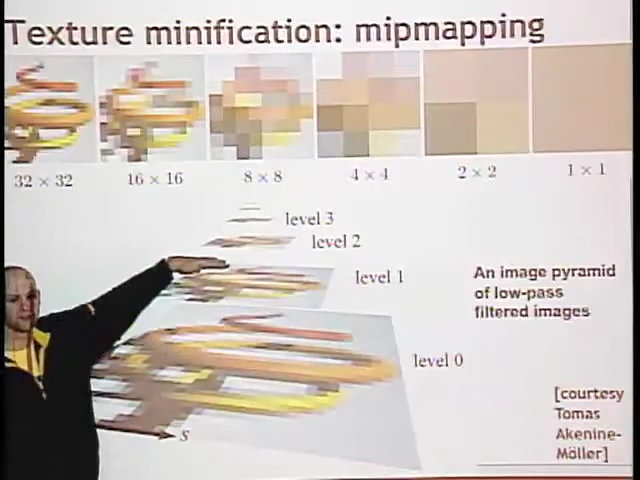 Texture minification: mipmapping
32 × 32
16 × 16
8 × 8
4 × 4
2 × 2
1 × 1
level 3
level 2
level 1
level 0
An image pyramid
of low-pass
filtered images
s
[courtesy
Tomas
Akenine-
Möller]